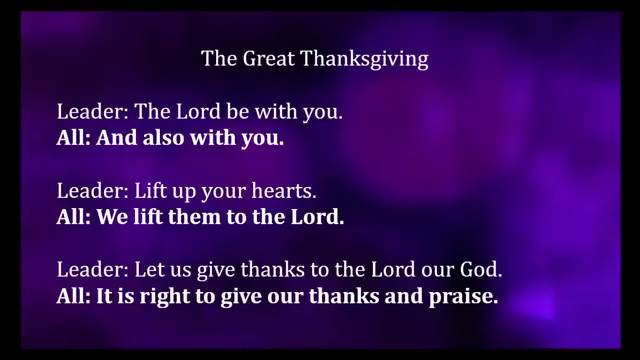 The Great Thanksgiving
Leader: The Lord be with you.
All: And also with you.
Leader: Lift up your hearts.
All: We lift them to the Lord.
Leader: Let us give thanks to the Lord our God.
All: It is right to give our thanks and praise.